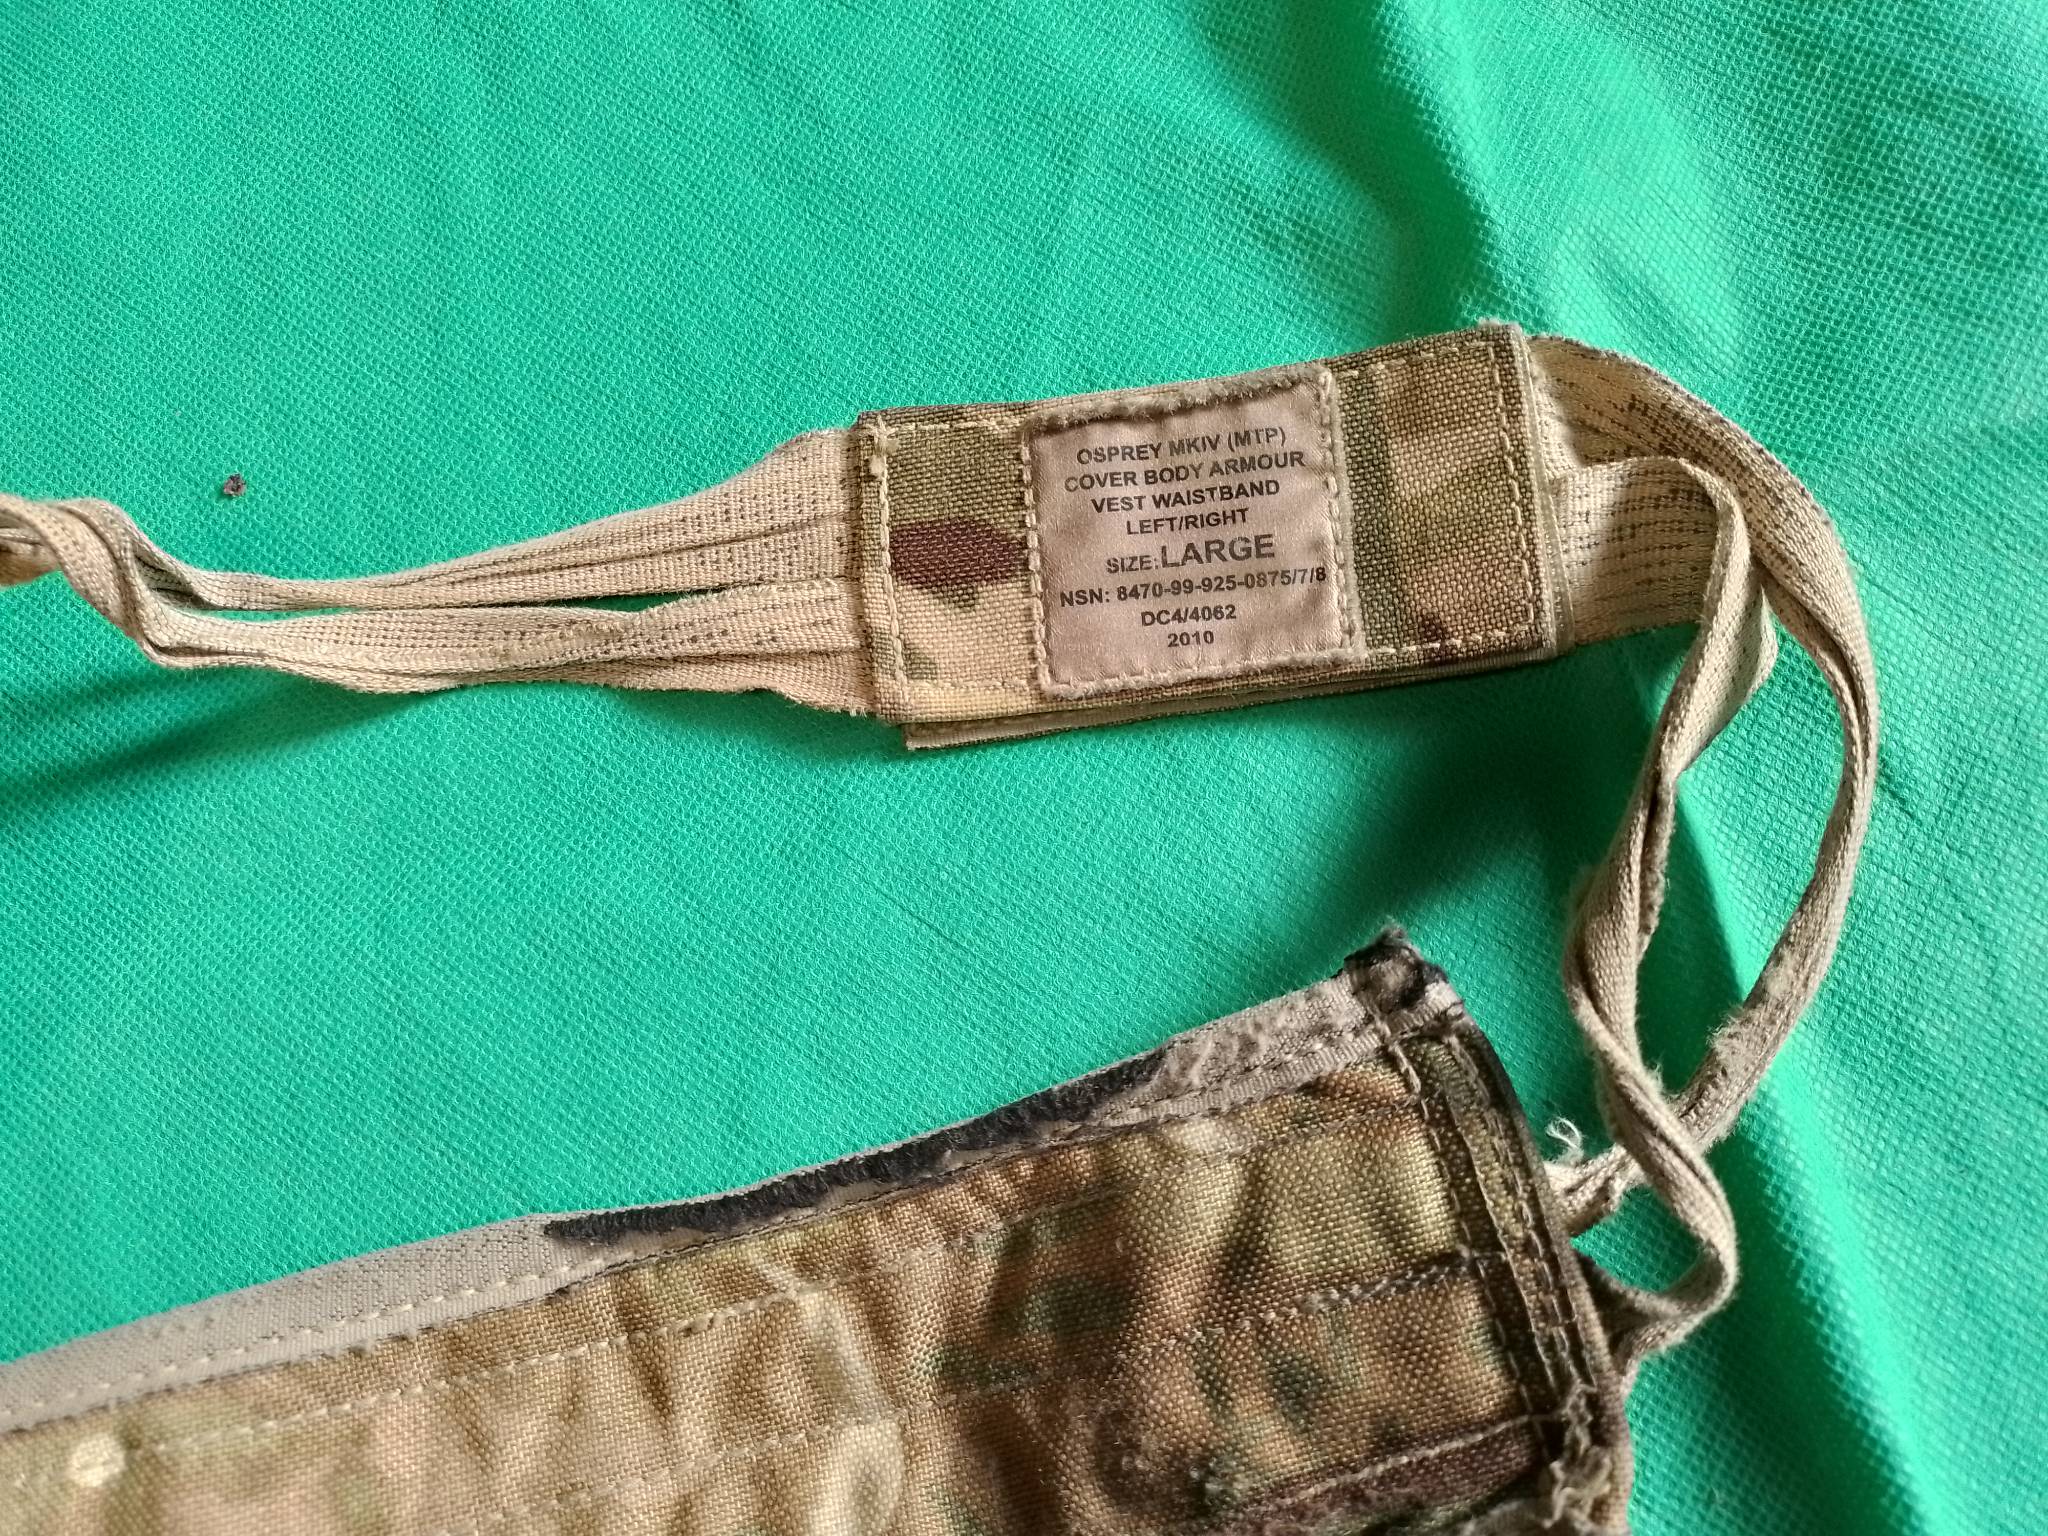 OSPREY MKIV (MTP)
COVER BODY ARMOUR
VEST WAISTBAND
LEFT/RIGHT
SIZE:LARGE
NSN: 8470-99-925-0875/7/8
DC4/4062
2010